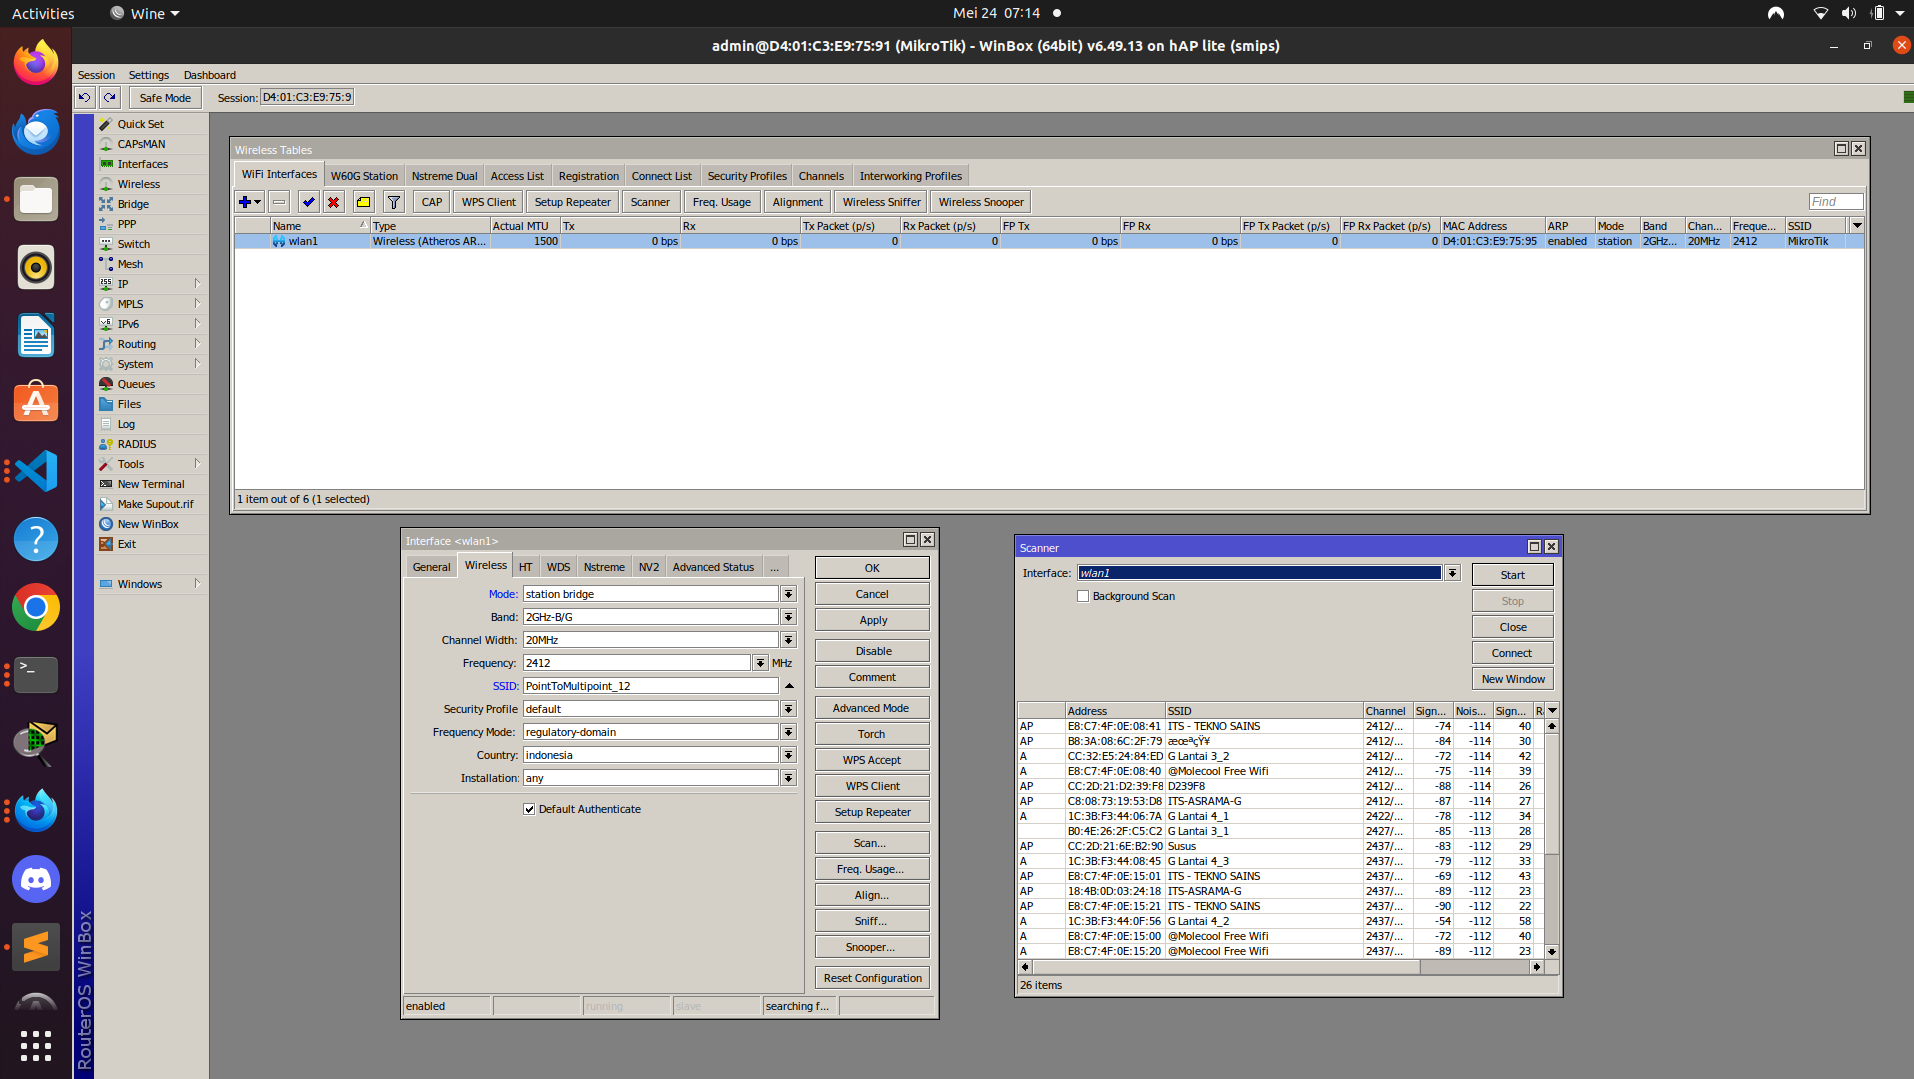 Activities Wine Mei 24 07:14
admin@D4:01:C3:E9:75:91 (MikroTik) - WinBox (64bit) v6.49.13 on hAP lite (smips)
Session Settings Dashboard
Safe Mode Session: D4:01:C3:E9:75:9
Quick Set
CAPsMAN
Interfaces
Wireless
Bridge
PPP
Switch
Mesh
IP
MPLS
IPv6
Routing
System
Queues
Files
Log
RADIUS
Tools
New Terminal
Make Supout.rif
New WinBox
Exit
Windows
RouterOS WinBox
Wireless Tables
WiFi Interfaces W60G Station Nstreme Dual Access List Registration Connect List Security Profiles Channels Interworking Profiles
CAP WPS Client Setup Repeater Scanner Freq. Usage Alignment Wireless Sniffer Wireless Snooper Find
Name Type Actual MTU Tx Rx Tx Packet (p/s) Rx Packet (p/s) FP Tx FP Rx FP Tx Packet (p/s) FP Rx Packet (p/s) MAC Address ARP Mode Band Chan... Freque... SSID
wlan1 Wireless (Atheros AR... 1500 0 bps 0 bps 0 0 0 bps 0 bps 0 0 D4:01:C3:E9:75:95 enabled station 2GHz... 20MHz 2412 MikroTik
1 item out of 6 (1 selected)
Interface <wlan1>
General Wireless HT WDS Nstreme NV2 Advanced Status ...
Mode: station bridge
Band: 2GHz-B/G
Channel Width: 20MHz
Frequency: 2412 MHz
SSID: PointToMultipoint_12
Security Profile default
Frequency Mode: regulatory-domain
Country: indonesia
Installation: any
Default Authenticate
OK
Cancel
Apply
Disable
Comment
Advanced Mode
Torch
WPS Accept
WPS Client
Setup Repeater
Scan...
Freq. Usage...
Align...
Sniff...
Snooper...
Reset Configuration
enabled running slave searching f...
Scanner
Interface: wlan1
Background Scan
Start
Stop
Close
Connect
New Window
Address SSID Channel Sign... Nois... Sign... R
AP E8:C7:4F:0E:08:41 ITS - TEKNO SAINS 2412/... -74 -114 40
AP B8:3A:08:6C:2F:79 æœªçŸ¥ 2412/... -84 -114 30
A CC:32:E5:24:84:ED G Lantai 3_2 2412/... -72 -114 42
A E8:C7:4F:0E:08:40 @Molecool Free Wifi 2412/... -75 -114 39
AP CC:2D:21:D2:39:F8 D239F8 2412/... -88 -114 26
AP C8:08:73:19:53:D8 ITS-ASRAMA-G 2412/... -87 -114 27
A 1C:3B:F3:44:06:7A G Lantai 4_1 2422/... -78 -112 34
B0:4E:26:2F:C5:C2 G Lantai 3_1 2427/... -85 -113 28
AP CC:2D:21:6E:B2:90 Susus 2437/... -83 -112 29
A 1C:3B:F3:44:08:45 G Lantai 4_3 2437/... -79 -112 33
AP E8:C7:4F:0E:15:01 ITS - TEKNO SAINS 2437/... -69 -112 43
AP 18:4B:0D:03:24:18 ITS-ASRAMA-G 2437/... -89 -112 23
AP E8:C7:4F:0E:15:21 ITS - TEKNO SAINS 2437/... -90 -112 22
A 1C:3B:F3:44:0F:56 G Lantai 4_2 2437/... -54 -112 58
A E8:C7:4F:0E:15:00 @Molecool Free Wifi 2437/... -72 -112 40
A E8:C7:4F:0E:15:20 @Molecool Free Wifi 2437/... -89 -112 23
26 items